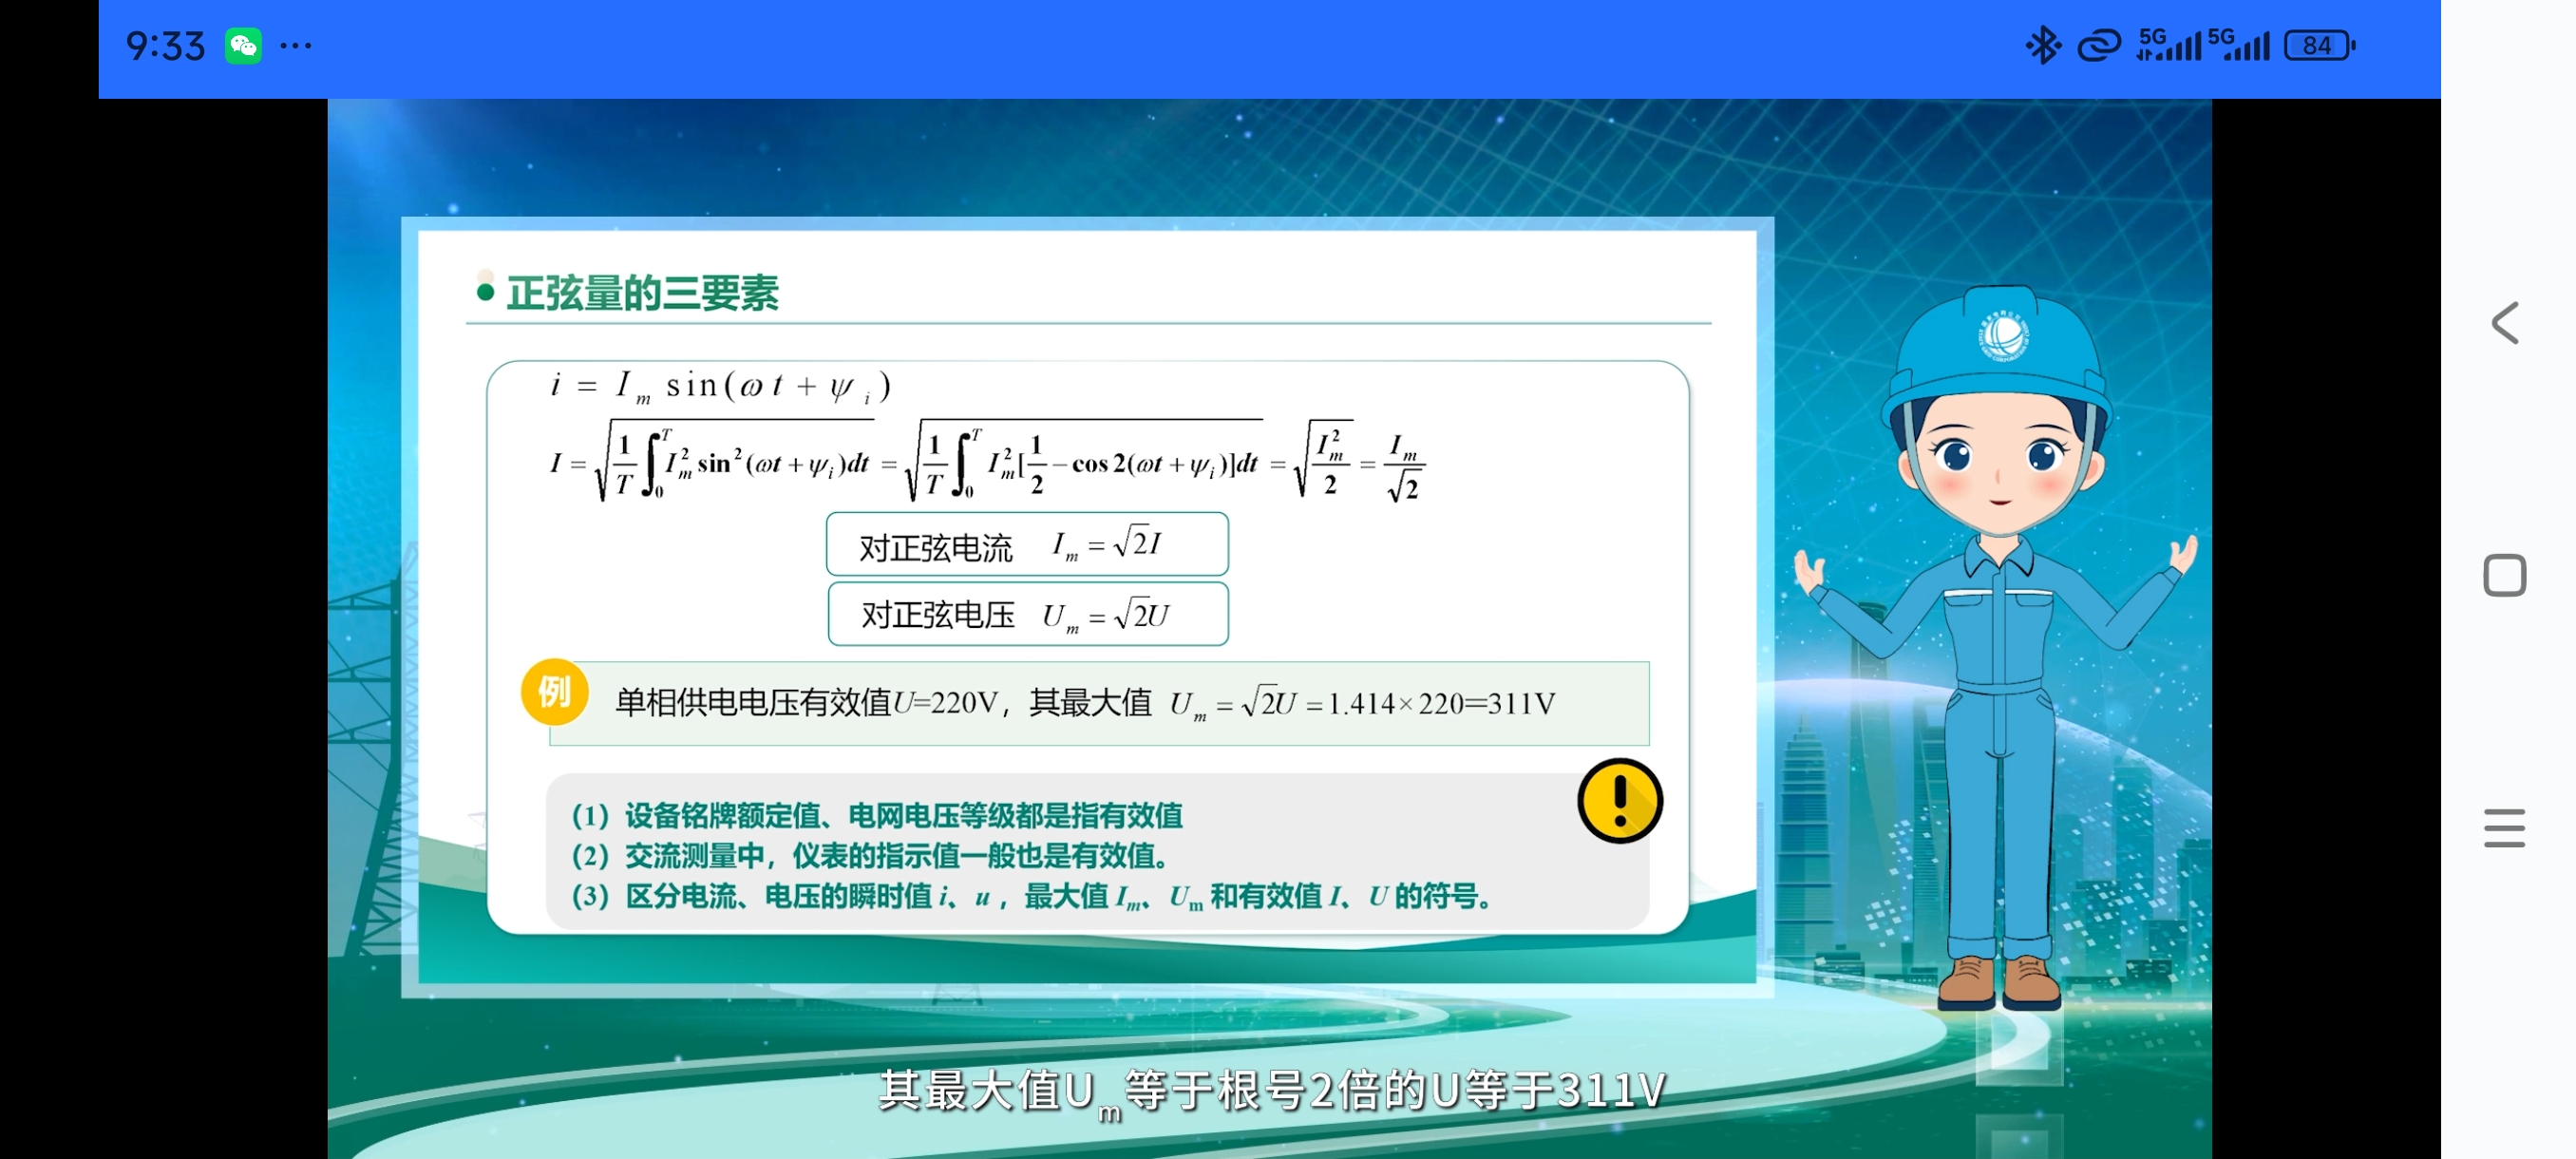 9:33 ...
5G 5G 84
正弦量的三要素
i = I_m sin(ωt + ψ_i)
I = √(1/T ∫₀ᵀ I_m² sin²(ωt + ψ_i)dt) = √(1/T ∫₀ᵀ I_m²[1/2 − cos 2(ωt + ψ_i)]dt) = √(I_m²/2) = I_m/√2
对正弦电流 I_m = √2I
对正弦电压 U_m = √2U
例 单相供电电压有效值U=220V，其最大值 U_m = √2U = 1.414×220=311V
（1）设备铭牌额定值、电网电压等级都是指有效值
（2）交流测量中，仪表的指示值一般也是有效值。
（3）区分电流、电压的瞬时值 i、u，最大值 I_m、U_m 和有效值 I、U 的符号。
其最大值U_m等于根号2倍的U等于311V